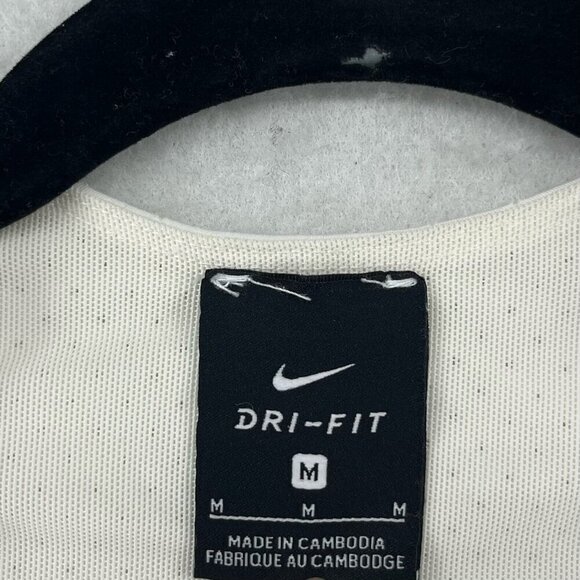 DRI-FIT
M
M M M
MADE IN CAMBODIA
FABRIQUE AU CAMBODGE